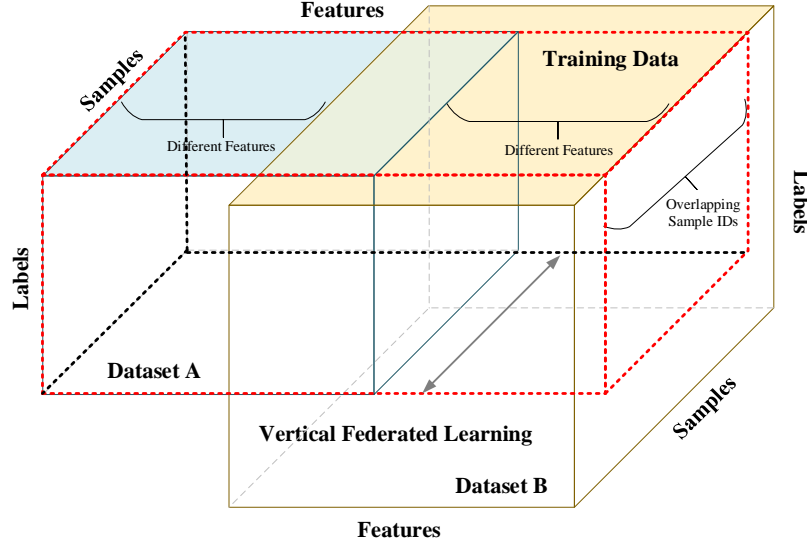 Features
Samples
Training Data
Different Features
Different Features
Overlapping
Sample IDs
Labels
Labels
Dataset A
Samples
Vertical Federated Learning
Dataset B
Features